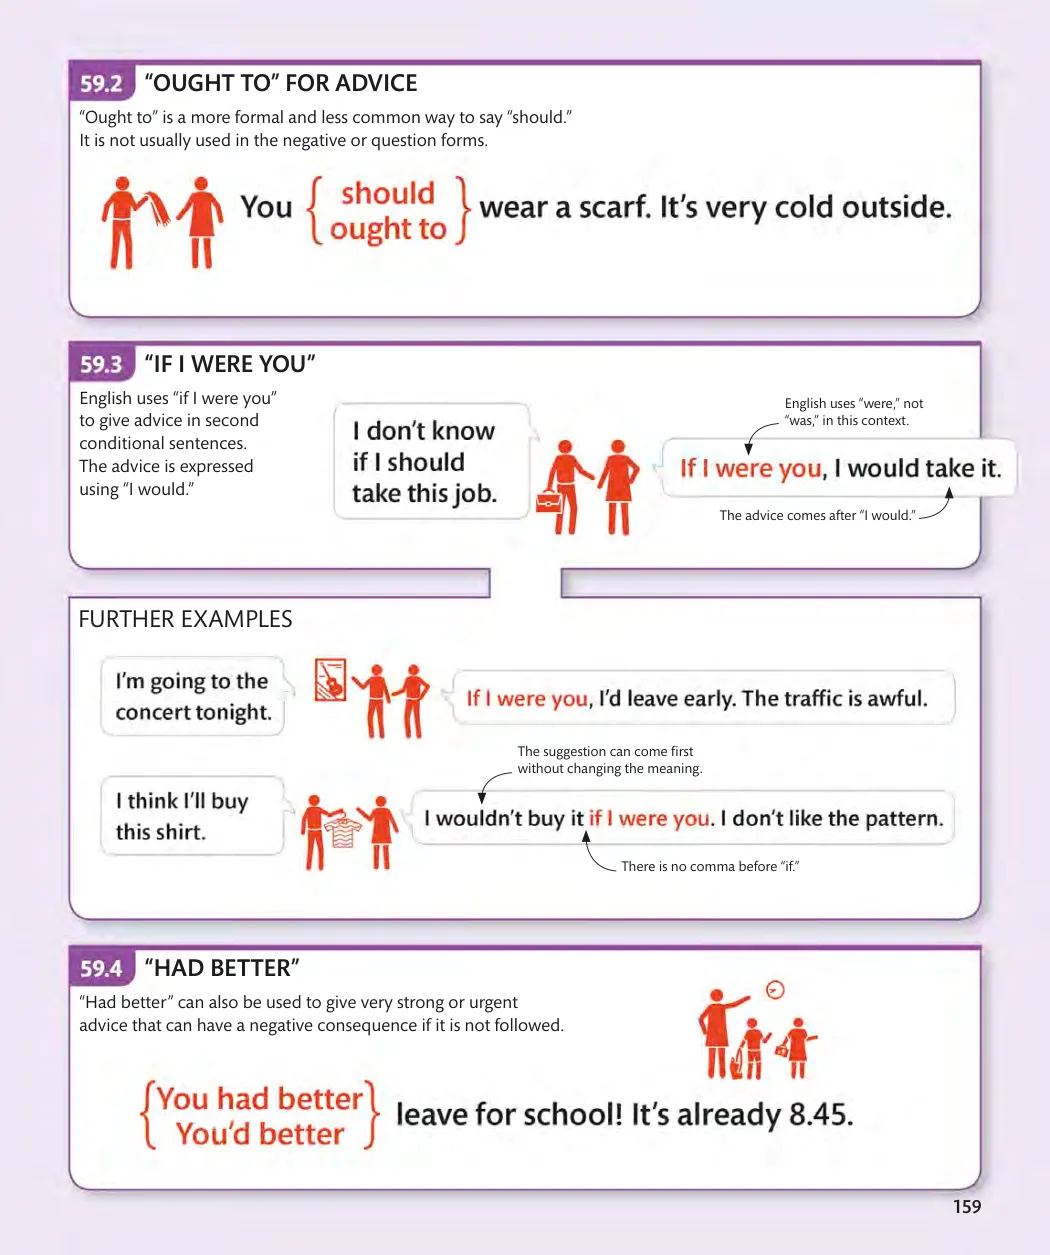 59.2 “OUGHT TO” FOR ADVICE
“Ought to” is a more formal and less common way to say “should.”
It is not usually used in the negative or question forms.
You { should ought to } wear a scarf. It’s very cold outside.
59.3 “IF I WERE YOU”
English uses “if I were you”
to give advice in second
conditional sentences.
The advice is expressed
using “I would.”
I don’t know
if I should
take this job.
English uses “were,” not
“was,” in this context.
If I were you, I would take it.
The advice comes after “I would.”
FURTHER EXAMPLES
I’m going to the
concert tonight.
If I were you, I’d leave early. The traffic is awful.
The suggestion can come first
without changing the meaning.
I think I’ll buy
this shirt.
I wouldn’t buy it if I were you. I don’t like the pattern.
There is no comma before “if.”
59.4 “HAD BETTER”
“Had better” can also be used to give very strong or urgent
advice that can have a negative consequence if it is not followed.
{ You had better You’d better } leave for school! It’s already 8.45.
159